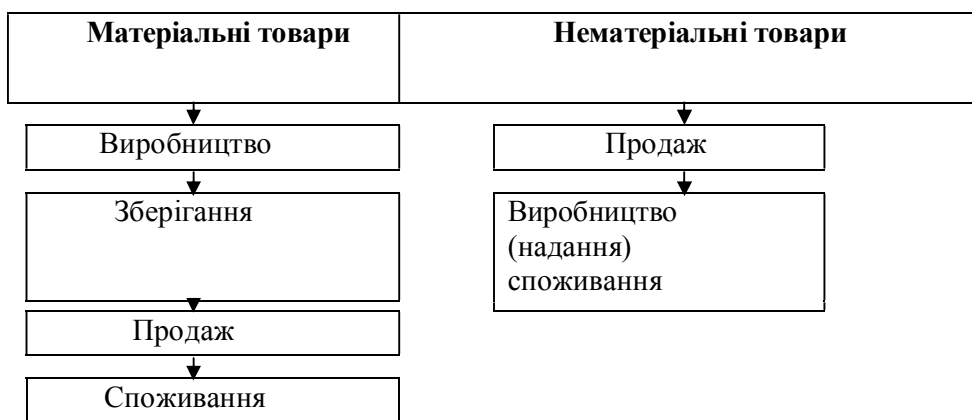 Матеріальні товари
Нематеріальні товари
Виробництво
Продаж
Зберігання
Виробництво
(надання)
споживання
Продаж
Споживання